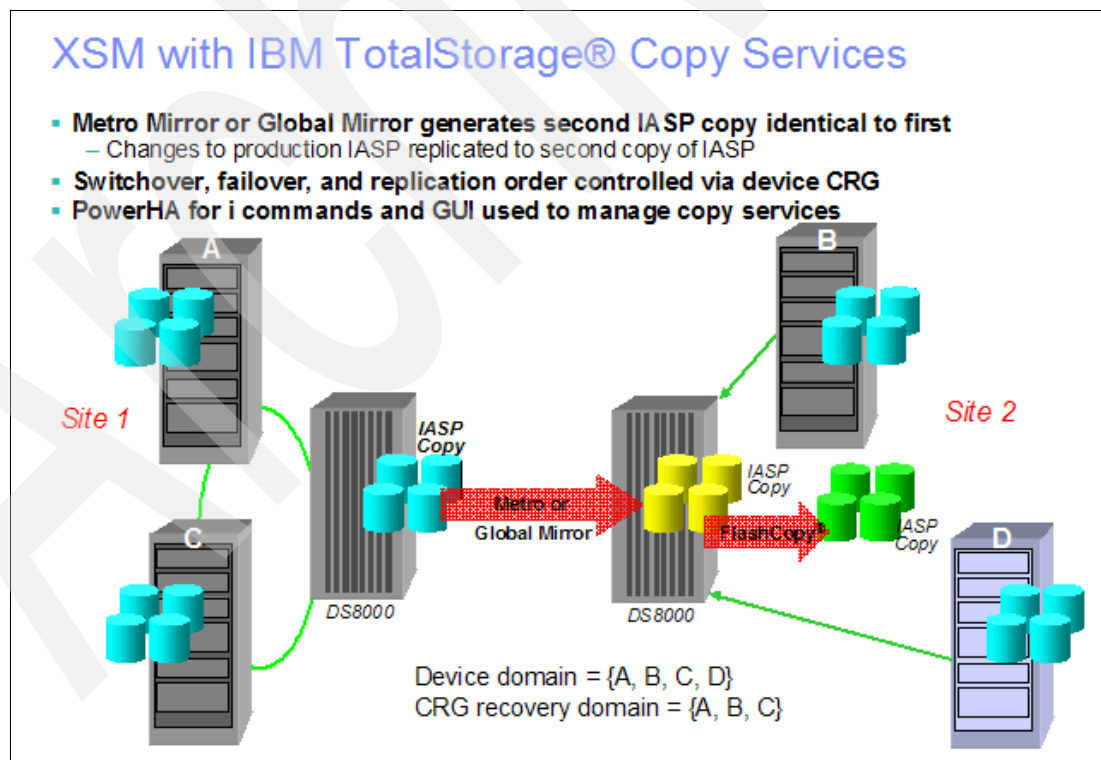 XSM with IBM TotalStorage® Copy Services
▪ Metro Mirror or Global Mirror generates second IASP copy identical to first
– Changes to production IASP replicated to second copy of IASP
▪ Switchover, failover, and replication order controlled via device CRG
▪ PowerHA for i commands and GUI used to manage copy services
A
B
Site 1
Site 2
IASP
Copy
IASP
Copy
Metro or
Global Mirror
FlashCopy®
IASP
Copy
C
D
DS8000
DS8000
Device domain = {A, B, C, D}
CRG recovery domain = {A, B, C}